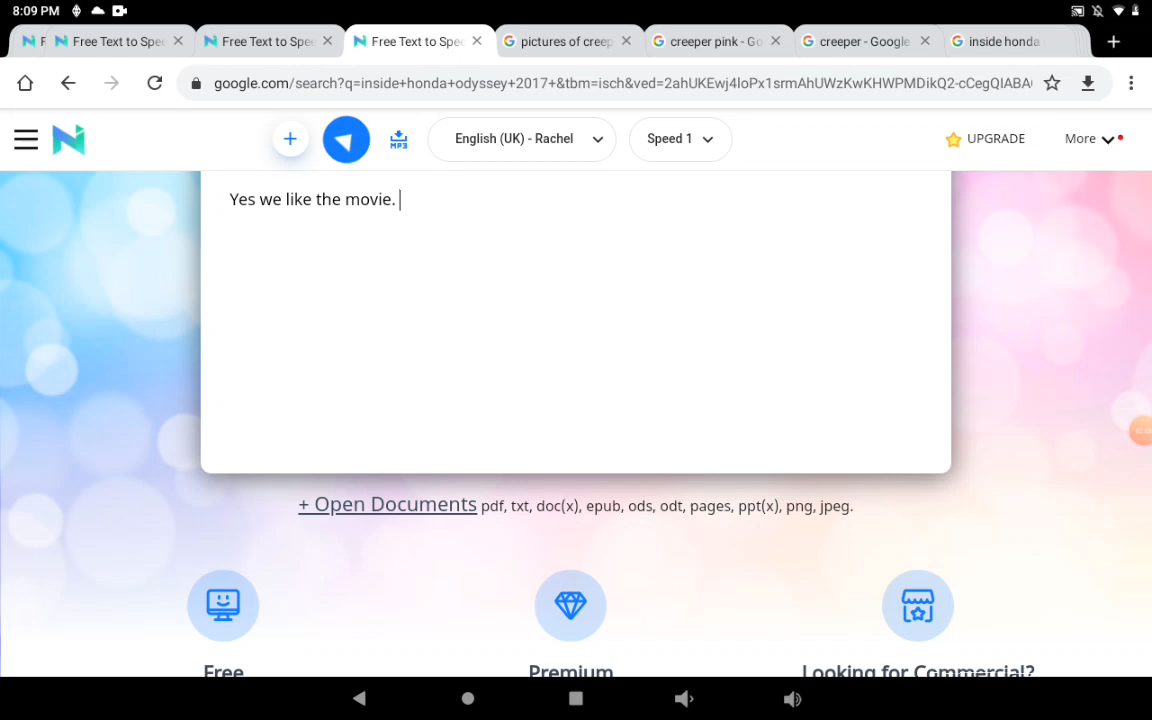 8:09 PM
Free Text to Spee
Free Text to Spee
Free Text to Spee
pictures of creep
creeper pink - Go
creeper - Google
inside honda
google.com/search?q=inside+honda+odyssey+2017+&tbm=isch&ved=2ahUKEwj4loPx1srmAhUWzKwKHWPMDikQ2-cCegQIABA
MP3
English (UK) - Rachel
Speed 1
UPGRADE
More
Yes we like the movie.
+ Open Documents pdf, txt, doc(x), epub, ods, odt, pages, ppt(x), png, jpeg.
Free
Premium
Looking for Commercial?